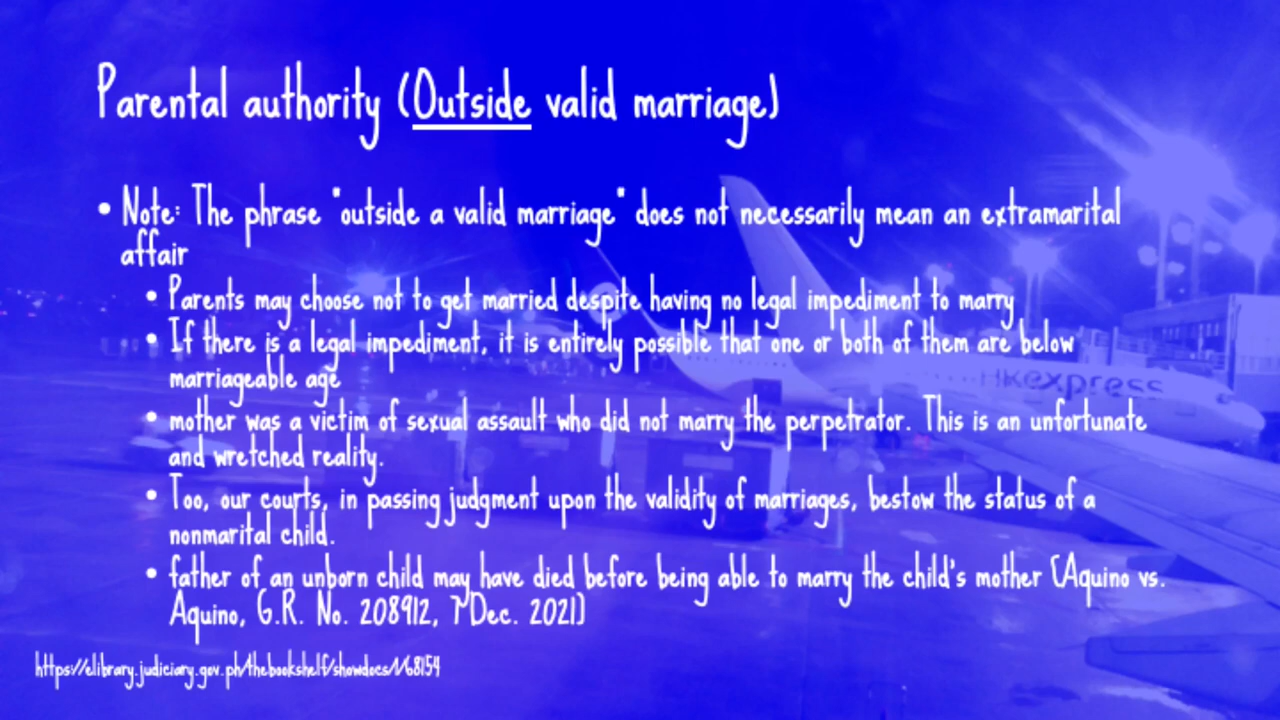 Parental authority (Outside valid marriage)
• Note: The phrase "outside a valid marriage" does not necessarily mean an extramarital
affair
• Parents may choose not to get married despite having no legal impediment to marry
• If there is a legal impediment, it is entirely possible that one or both of them are below
marriageable age
• mother was a victim of sexual assault who did not marry the perpetrator. This is an unfortunate
and wretched reality.
• Too, our courts, in passing judgment upon the validity of marriages, bestow the status of a
nonmarital child.
• father of an unborn child may have died before being able to marry the child's mother [Aquino vs.
Aquino, G.R. No. 208912, 7 Dec. 2021]
https://elibrary.judiciary.gov.ph/thebookshelf/showdocs/1/68154
HKexpress